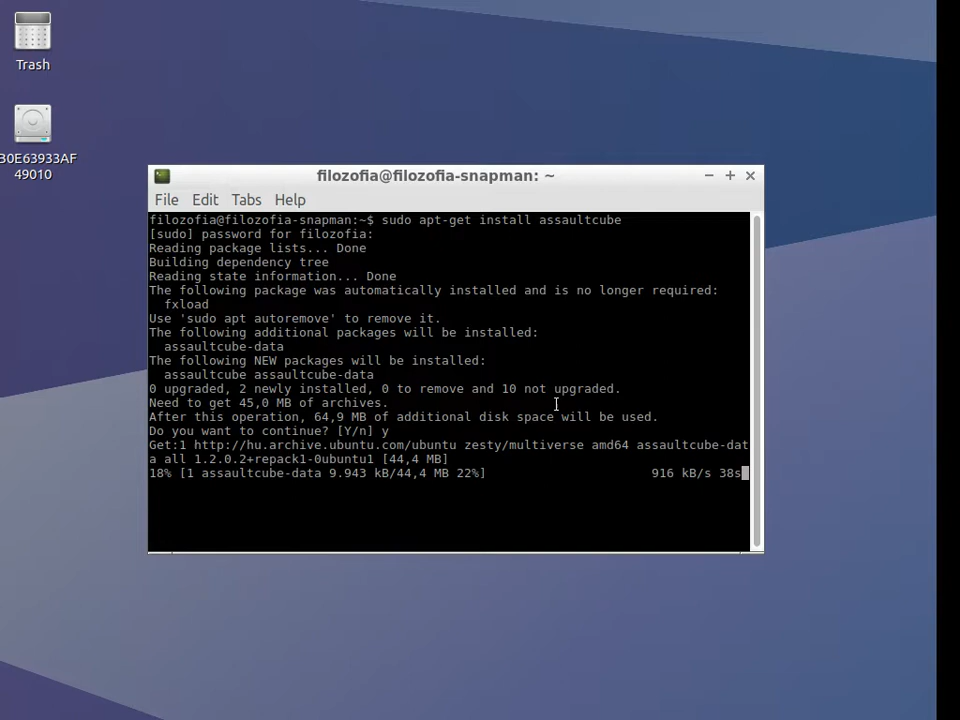 Trash
30E63933AF
49010
filozofia@filozofia-snapman: ~
File Edit Tabs Help
filozofia@filozofia-snapman:~$ sudo apt-get install assaultcube
[sudo] password for filozofia:
Reading package lists... Done
Building dependency tree
Reading state information... Done
The following package was automatically installed and is no longer required:
  fxload
Use 'sudo apt autoremove' to remove it.
The following additional packages will be installed:
  assaultcube-data
The following NEW packages will be installed:
  assaultcube assaultcube-data
0 upgraded, 2 newly installed, 0 to remove and 10 not upgraded.
Need to get 45,0 MB of archives.
After this operation, 64,9 MB of additional disk space will be used.
Do you want to continue? [Y/n] y
Get:1 http://hu.archive.ubuntu.com/ubuntu zesty/multiverse amd64 assaultcube-dat
a all 1.2.0.2+repack1-0ubuntu1 [44,4 MB]
18% [1 assaultcube-data 9.943 kB/44,4 MB 22%] 916 kB/s 38s